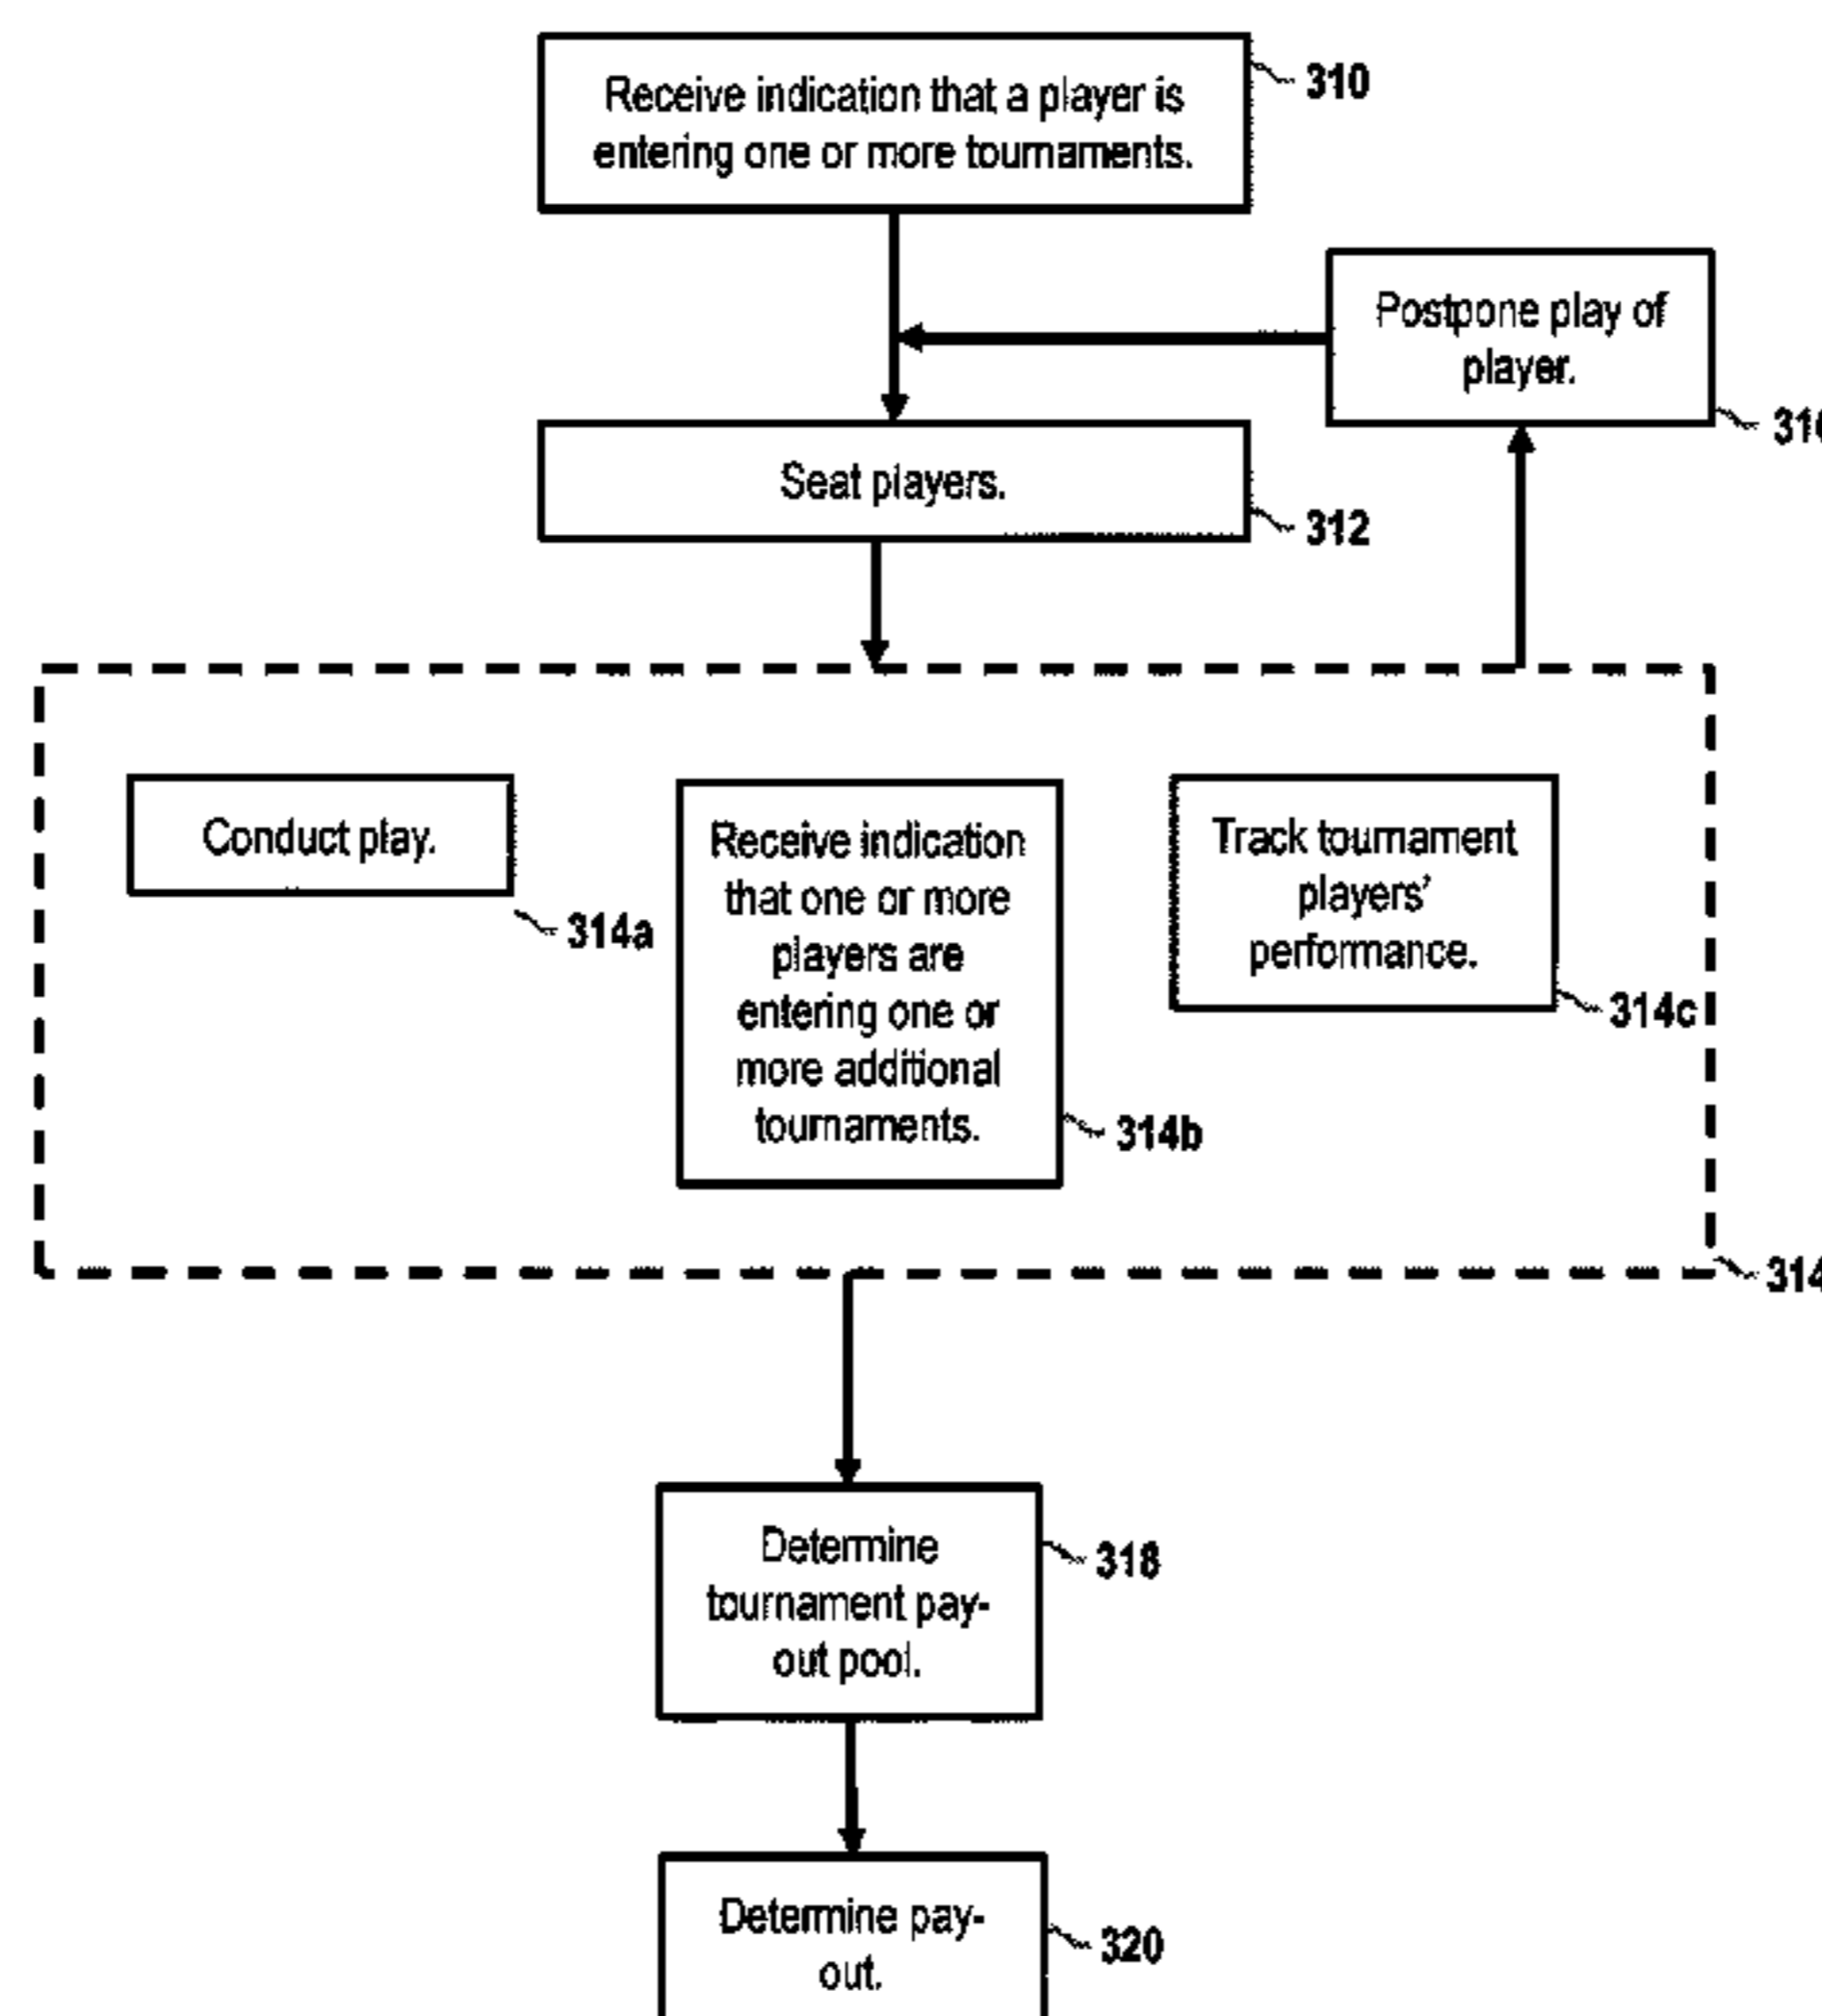 Receive indication that a player is
entering one or more tournaments.
310
Postpone play of
player.
Seat players.
312
Conduct play.
314a
Receive indication
that one or more
players are
entering one or
more additional
tournaments.
314b
Track tournament
players'
performance.
314c
314
Determine
tournament pay-
out pool.
318
Determine pay-
out.
320